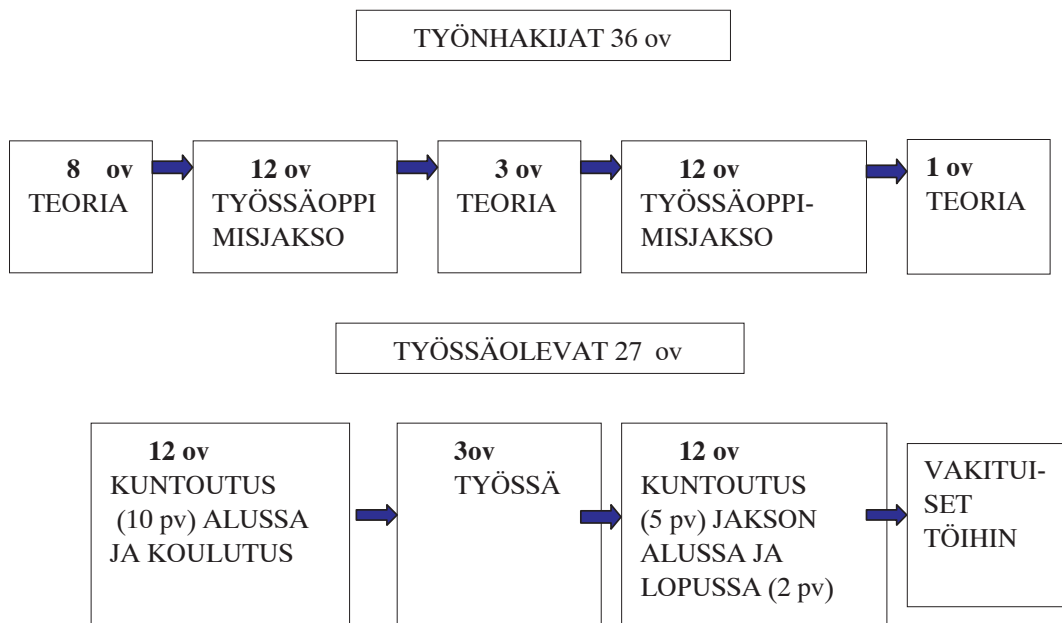 TYÖNHAKIJAT 36 ov
8 ov
TEORIA
12 ov
TYÖSSÄOPPI
MISJAKSO
3 ov
TEORIA
12 ov
TYÖSSÄOPPI-
MISJAKSO
1 ov
TEORIA
TYÖSSÄOLEVAT 27 ov
12 ov
KUNTOUTUS
(10 pv) ALUSSA
JA KOULUTUS
3ov
TYÖSSÄ
12 ov
KUNTOUTUS
(5 pv) JAKSON
ALUSSA JA
LOPUSSA (2 pv)
VAKITUI-
SET
TÖIHIN